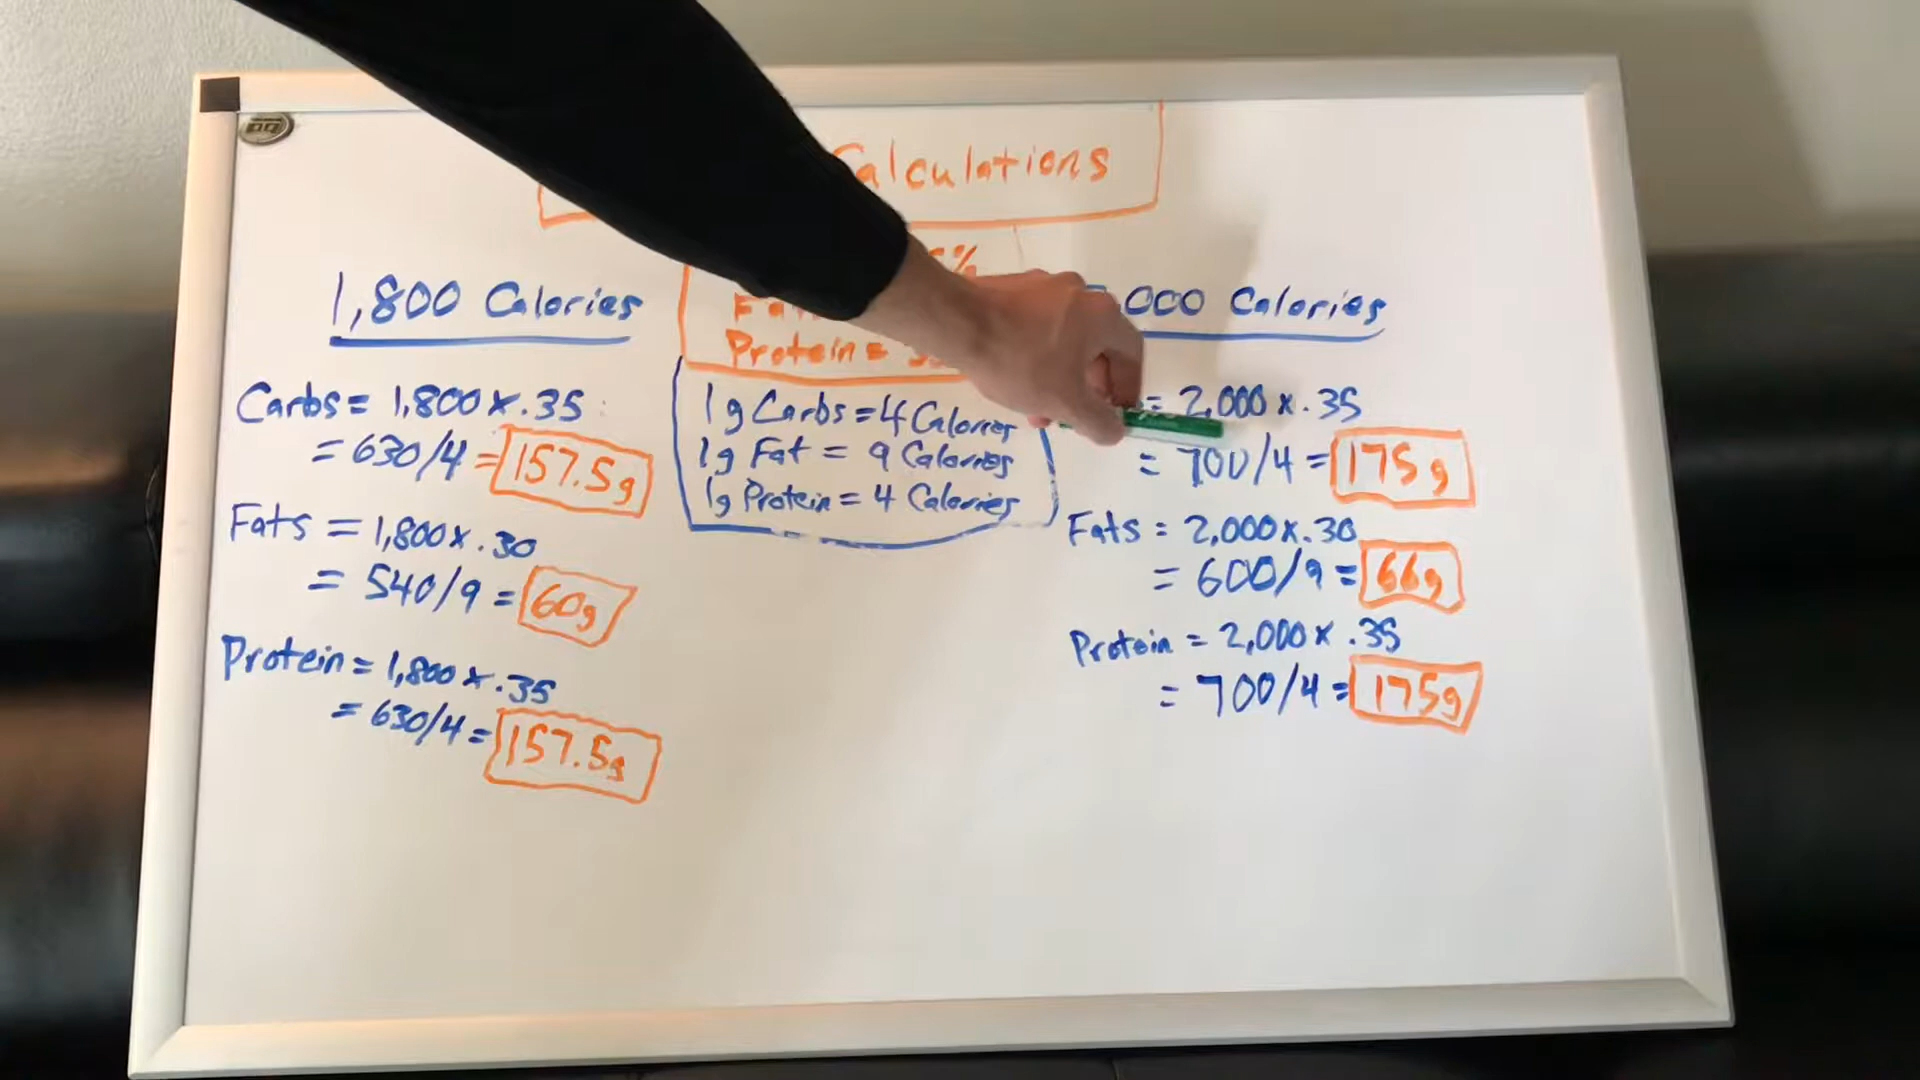 Calculations
%
Fa
Protein =
1,800 Calories
Carbs = 1,800 x .35
= 630/4 = 157.5g
Fats = 1,800 x .30
= 540/9 = 60g
Protein = 1,800 x .35
= 630/4 = 157.5g
1g Carbs = 4 Calories
1g Fat = 9 Calories
1g Protein = 4 Calories
,000 Calories
= 2,000 x .35
= 700/4 = 175g
Fats = 2,000 x .30
= 600/9 = 66g
Protein = 2,000 x .35
= 700/4 = 175g